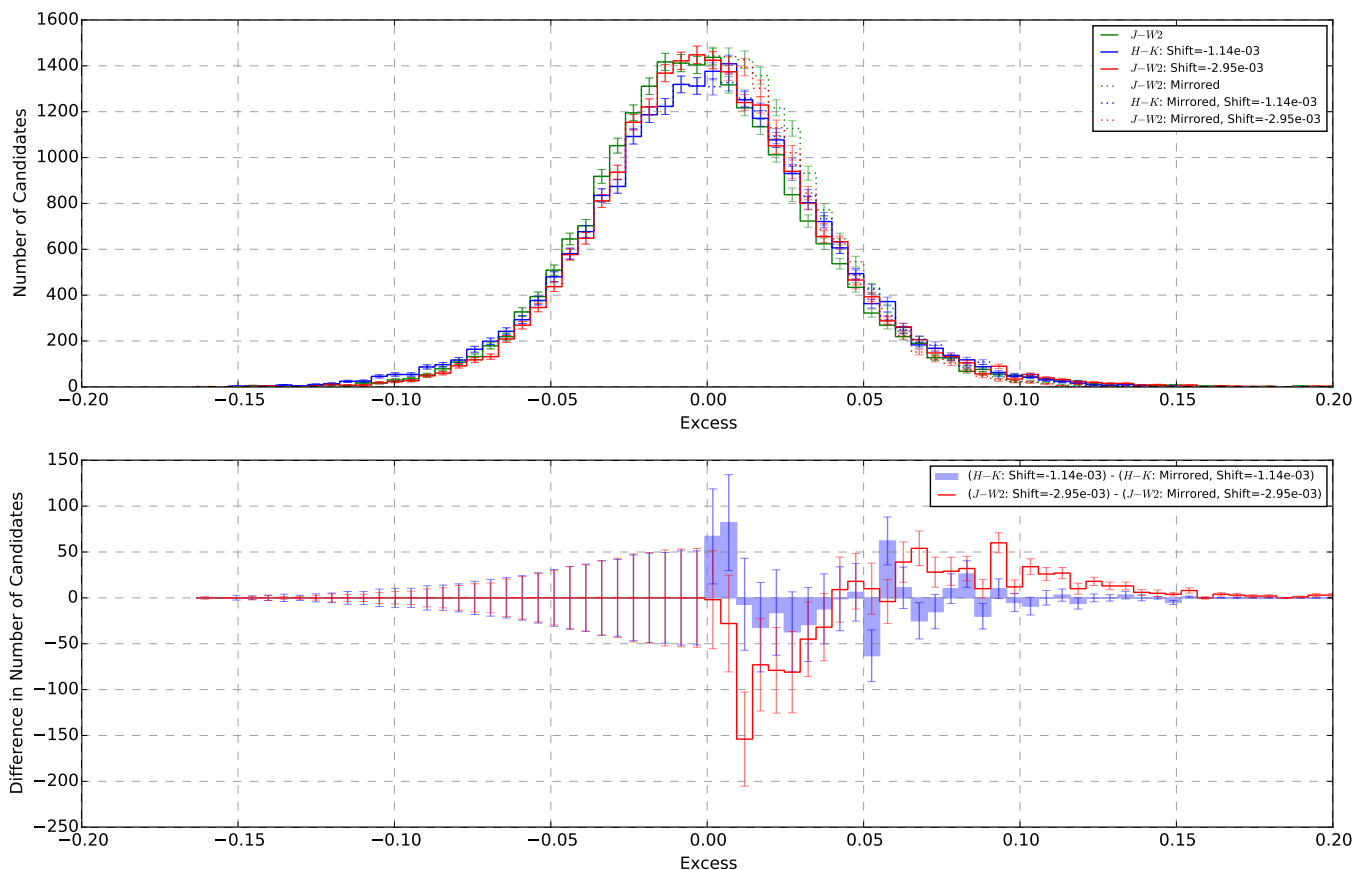 1600
1400
1200
1000
800
600
400
200
0
Number of Candidates
J−W2
H−K: Shift=-1.14e-03
J−W2: Shift=-2.95e-03
J−W2: Mirrored
H−K: Mirrored, Shift=-1.14e-03
J−W2: Mirrored, Shift=-2.95e-03
−0.20 −0.15 −0.10 −0.05 0.00 0.05 0.10 0.15 0.20
Excess
150
100
50
0
−50
−100
−150
−200
−250
Difference in Number of Candidates
(H−K: Shift=-1.14e-03) - (H−K: Mirrored, Shift=-1.14e-03)
(J−W2: Shift=-2.95e-03) - (J−W2: Mirrored, Shift=-2.95e-03)
−0.20 −0.15 −0.10 −0.05 0.00 0.05 0.10 0.15 0.20
Excess